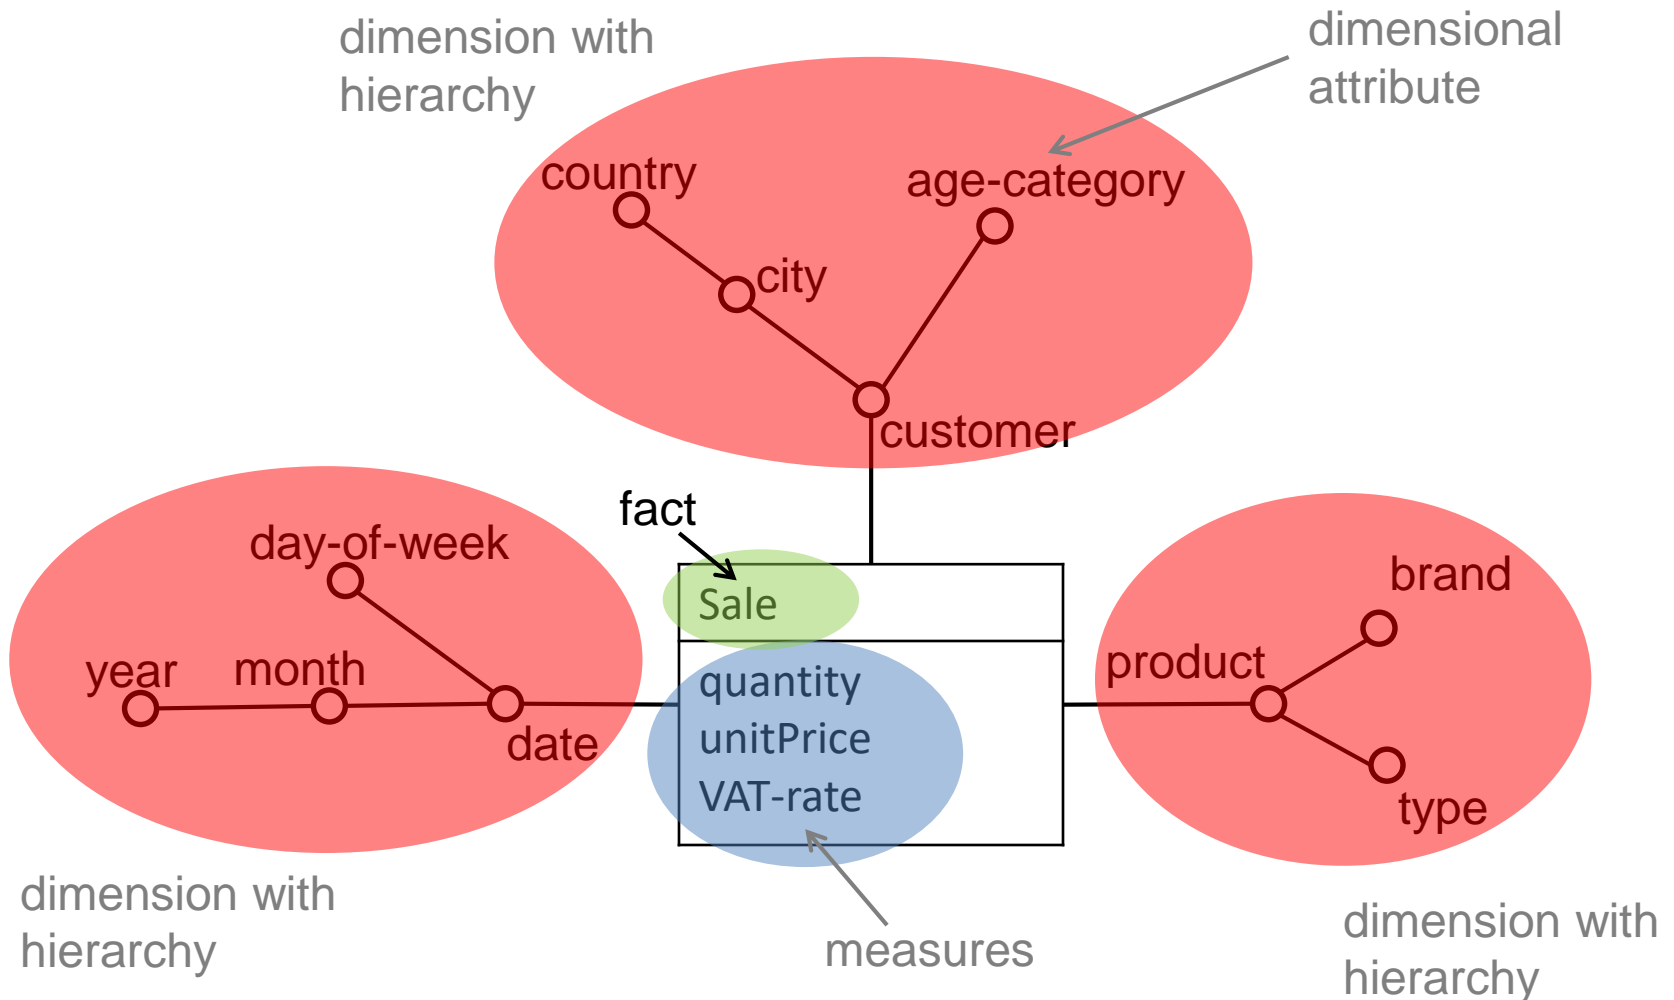 dimension with
hierarchy
dimensional
attribute
country
age-category
city
customer
fact
day-of-week
year
month
date
Sale
quantity
unitPrice
VAT-rate
brand
product
type
dimension with
hierarchy
measures
dimension with
hierarchy